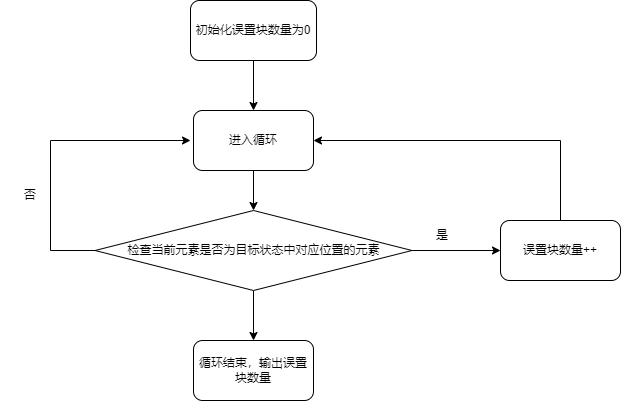 初始化误置块数量为0
进入循环
否
是
检查当前元素是否为目标状态中对应位置的元素
误置块数量++
循环结束，输出误置
块数量